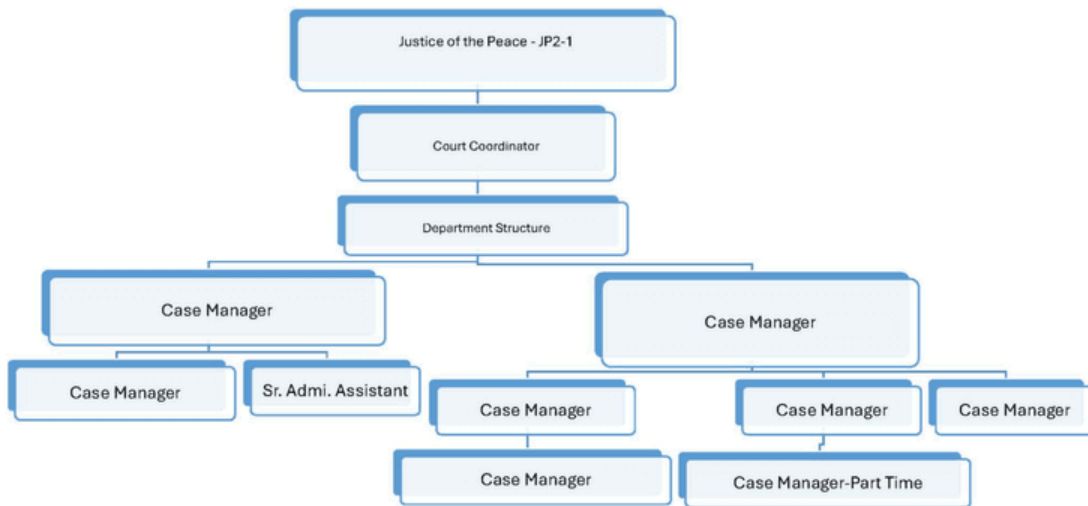 Justice of the Peace - JP2-1
Court Coordinator
Department Structure
Case Manager
Case Manager
Case Manager
Sr. Admi. Assistant
Case Manager
Case Manager
Case Manager
Case Manager
Case Manager-Part Time